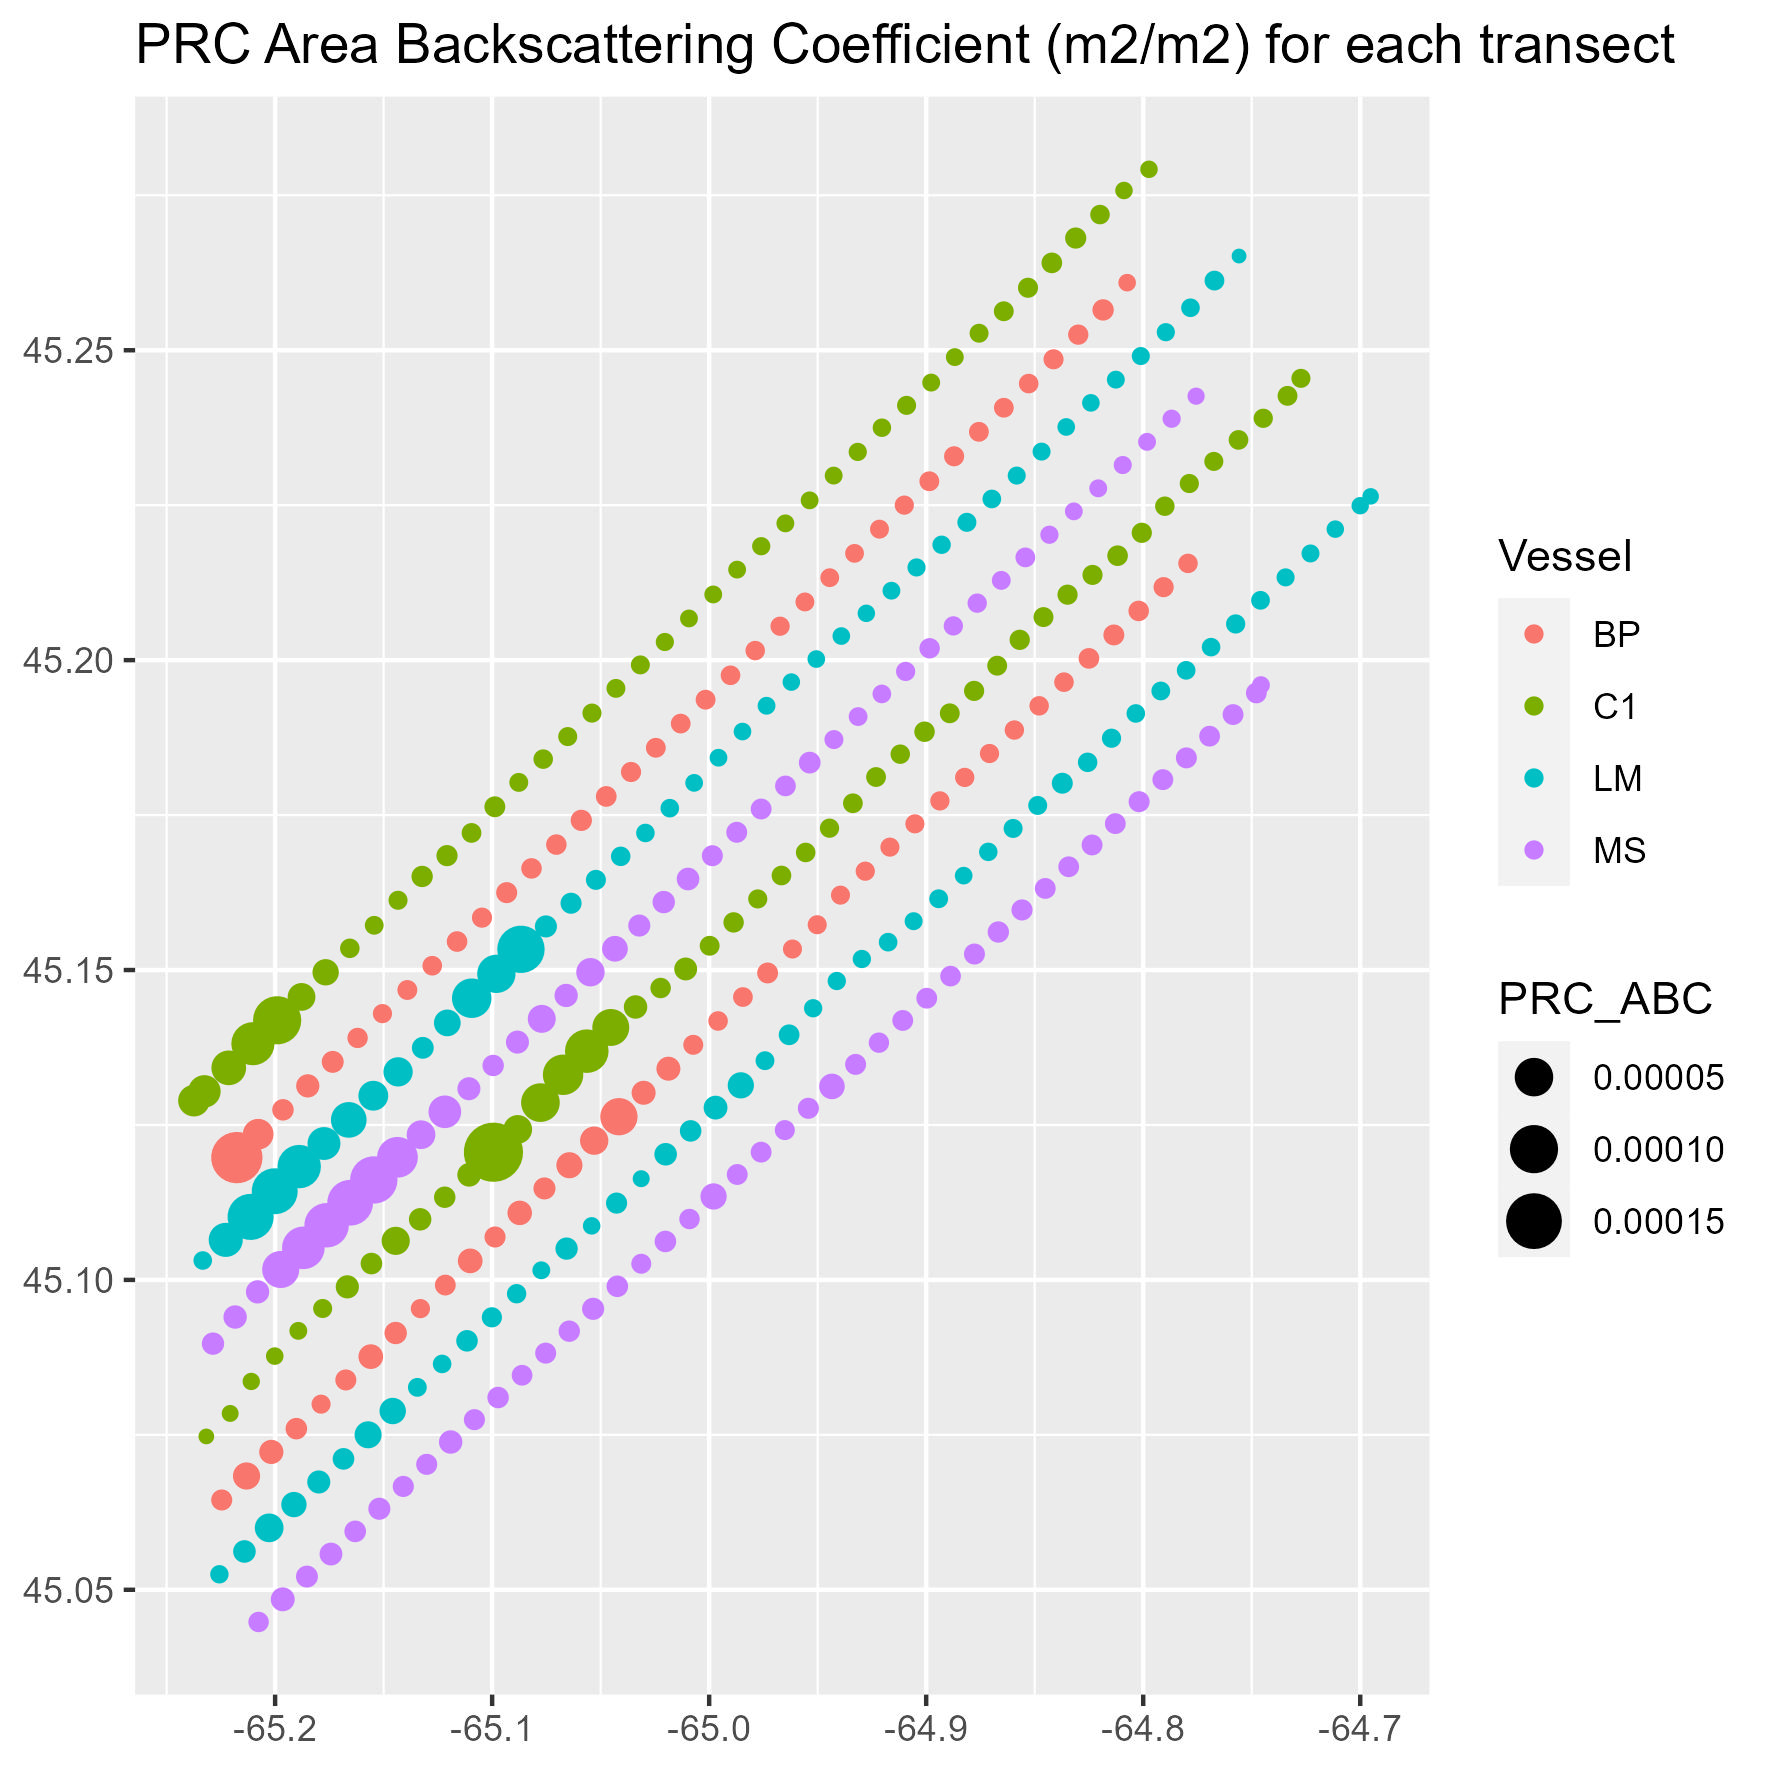 PRC Area Backscattering Coefficient (m2/m2) for each transect
45.25
45.20
45.15
45.10
45.05
-65.2 -65.1 -65.0 -64.9 -64.8 -64.7
Vessel
BP
C1
LM
MS
PRC_ABC
0.00005
0.00010
0.00015